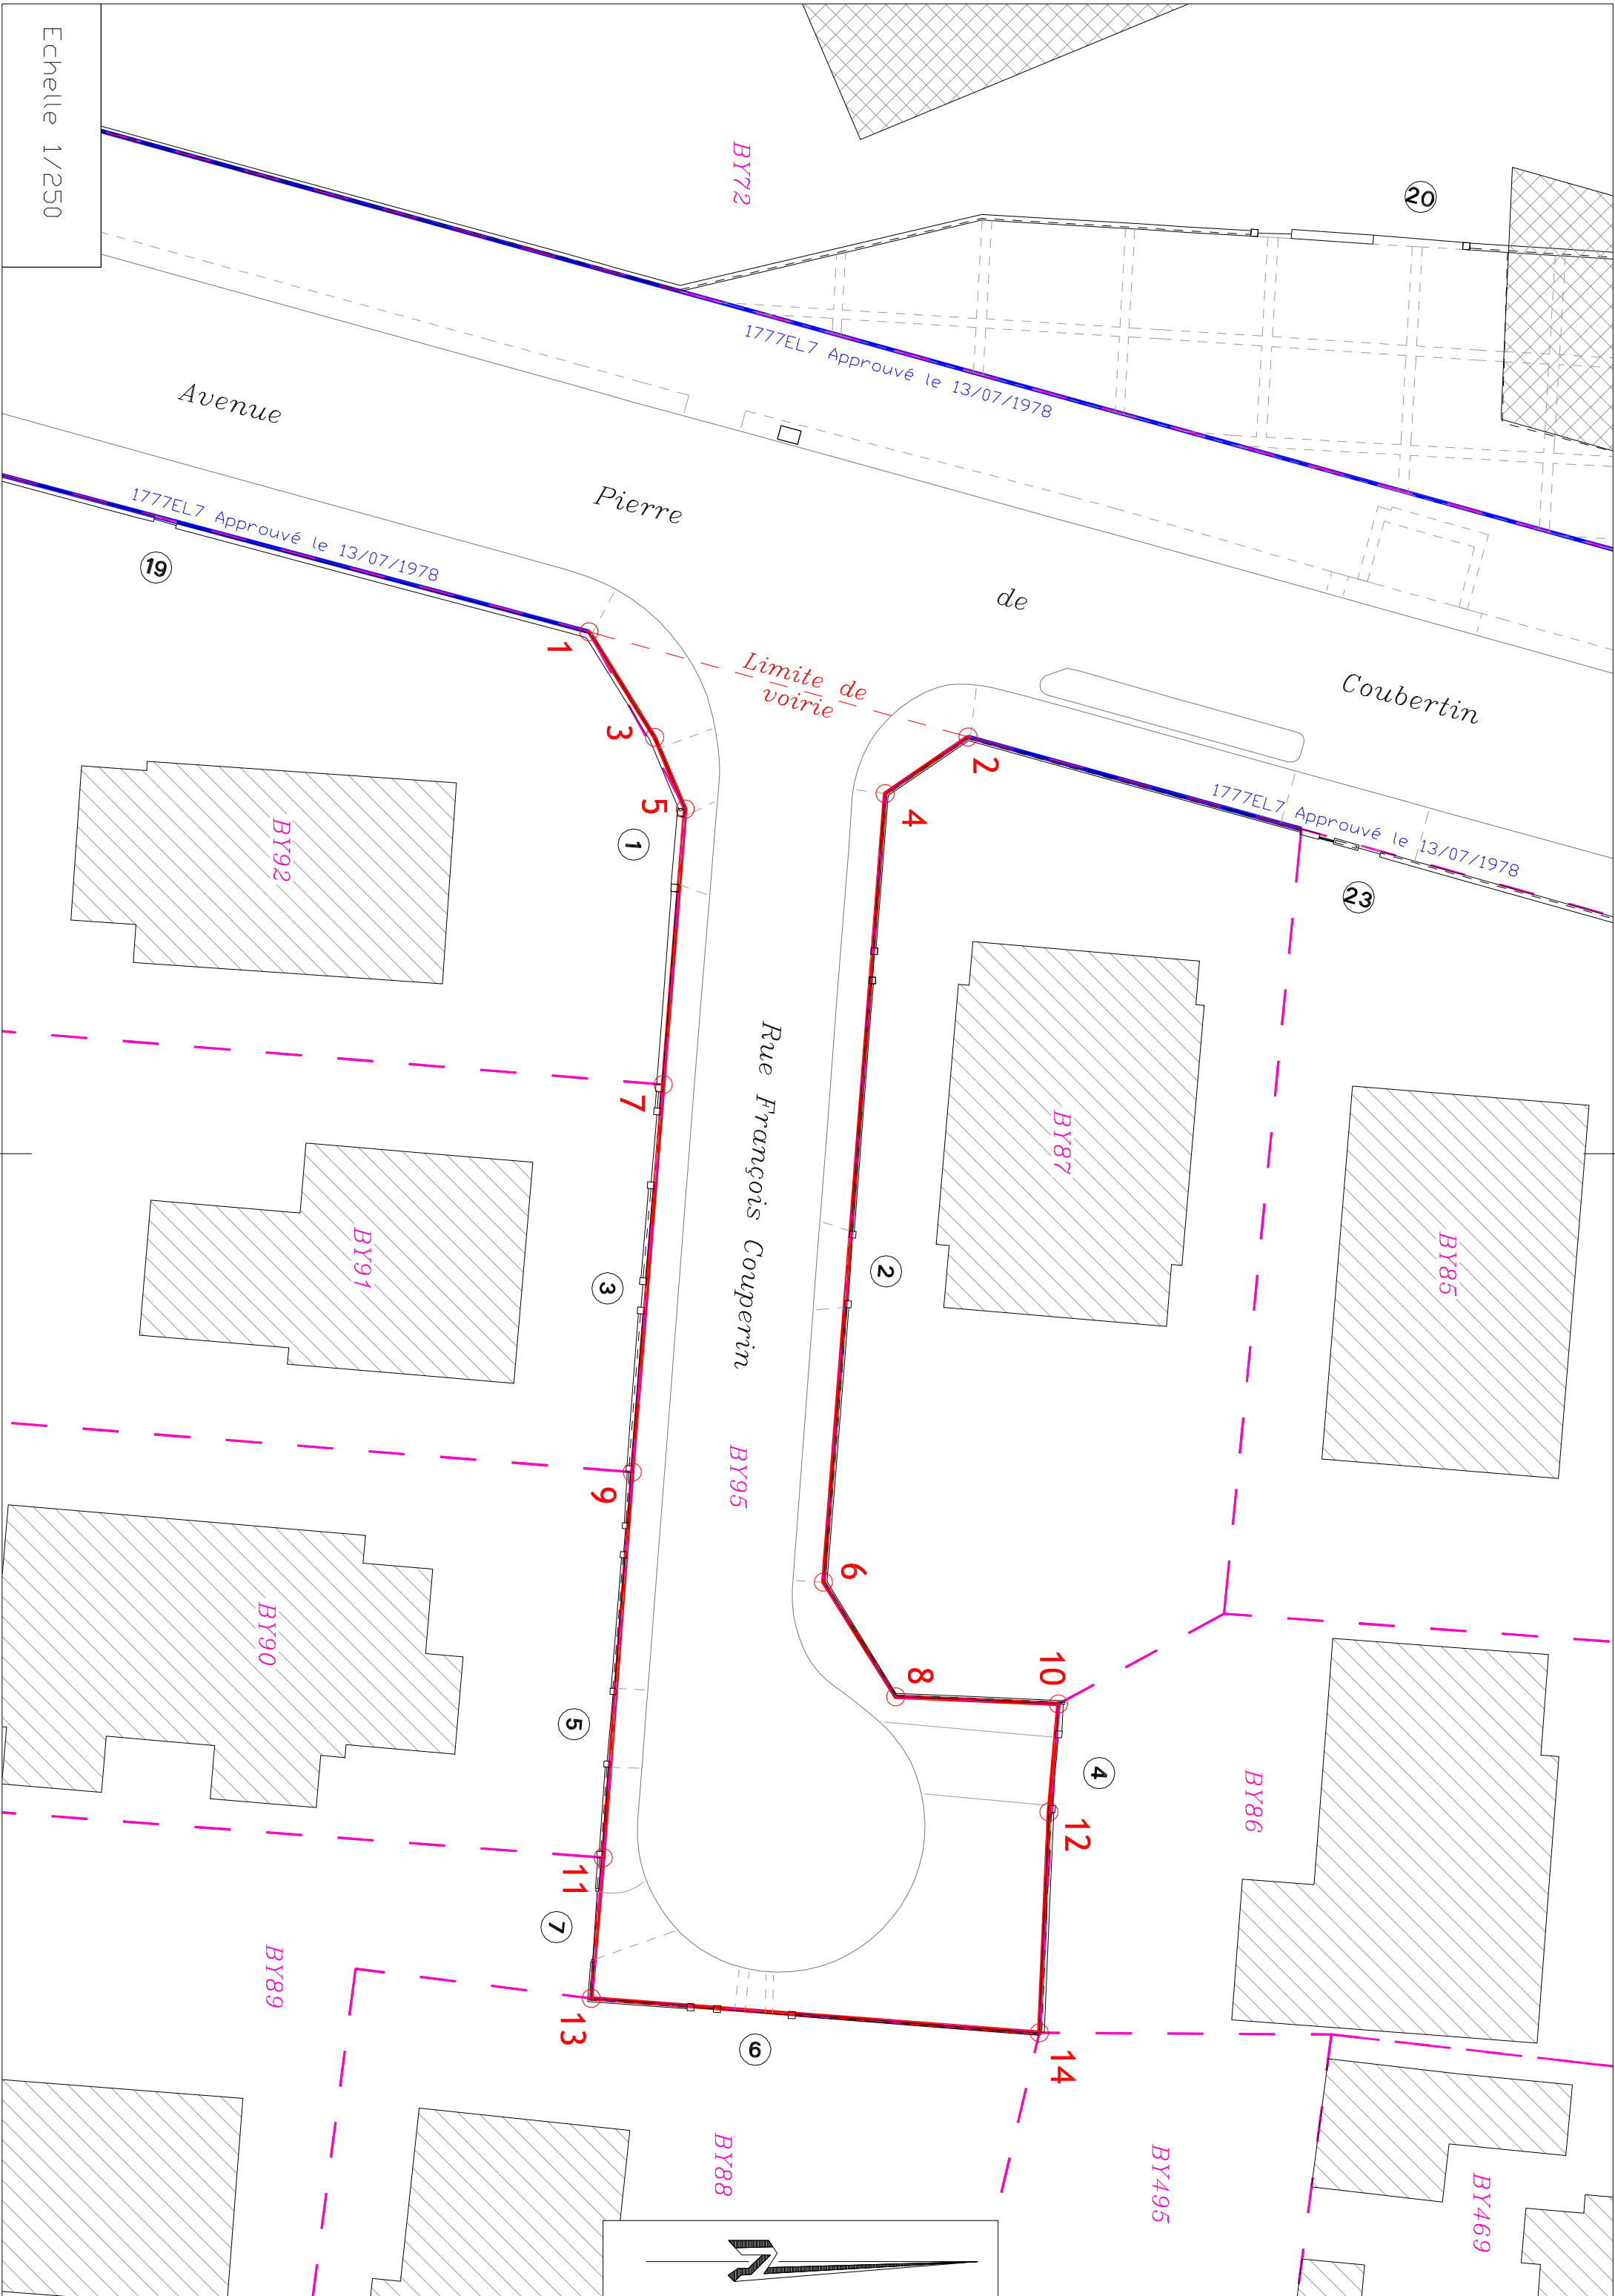 Echelle 1/250
BY72
20
1777EL7 Approuvé le 13/07/1978
Avenue
Pierre
de
Coubertin
1777EL7 Approuvé le 13/07/1978
19
Limite de
voirie
1777EL7 Approuvé le 13/07/1978
23
1
2
3
4
5
1
BY92
BY87
BY85
Rue François Couperin
7
2
3
BY91
BY95
9
6
8
10
BY90
5
4
BY86
12
11
7
BY89
13
6
14
BY88
BY495
BY469